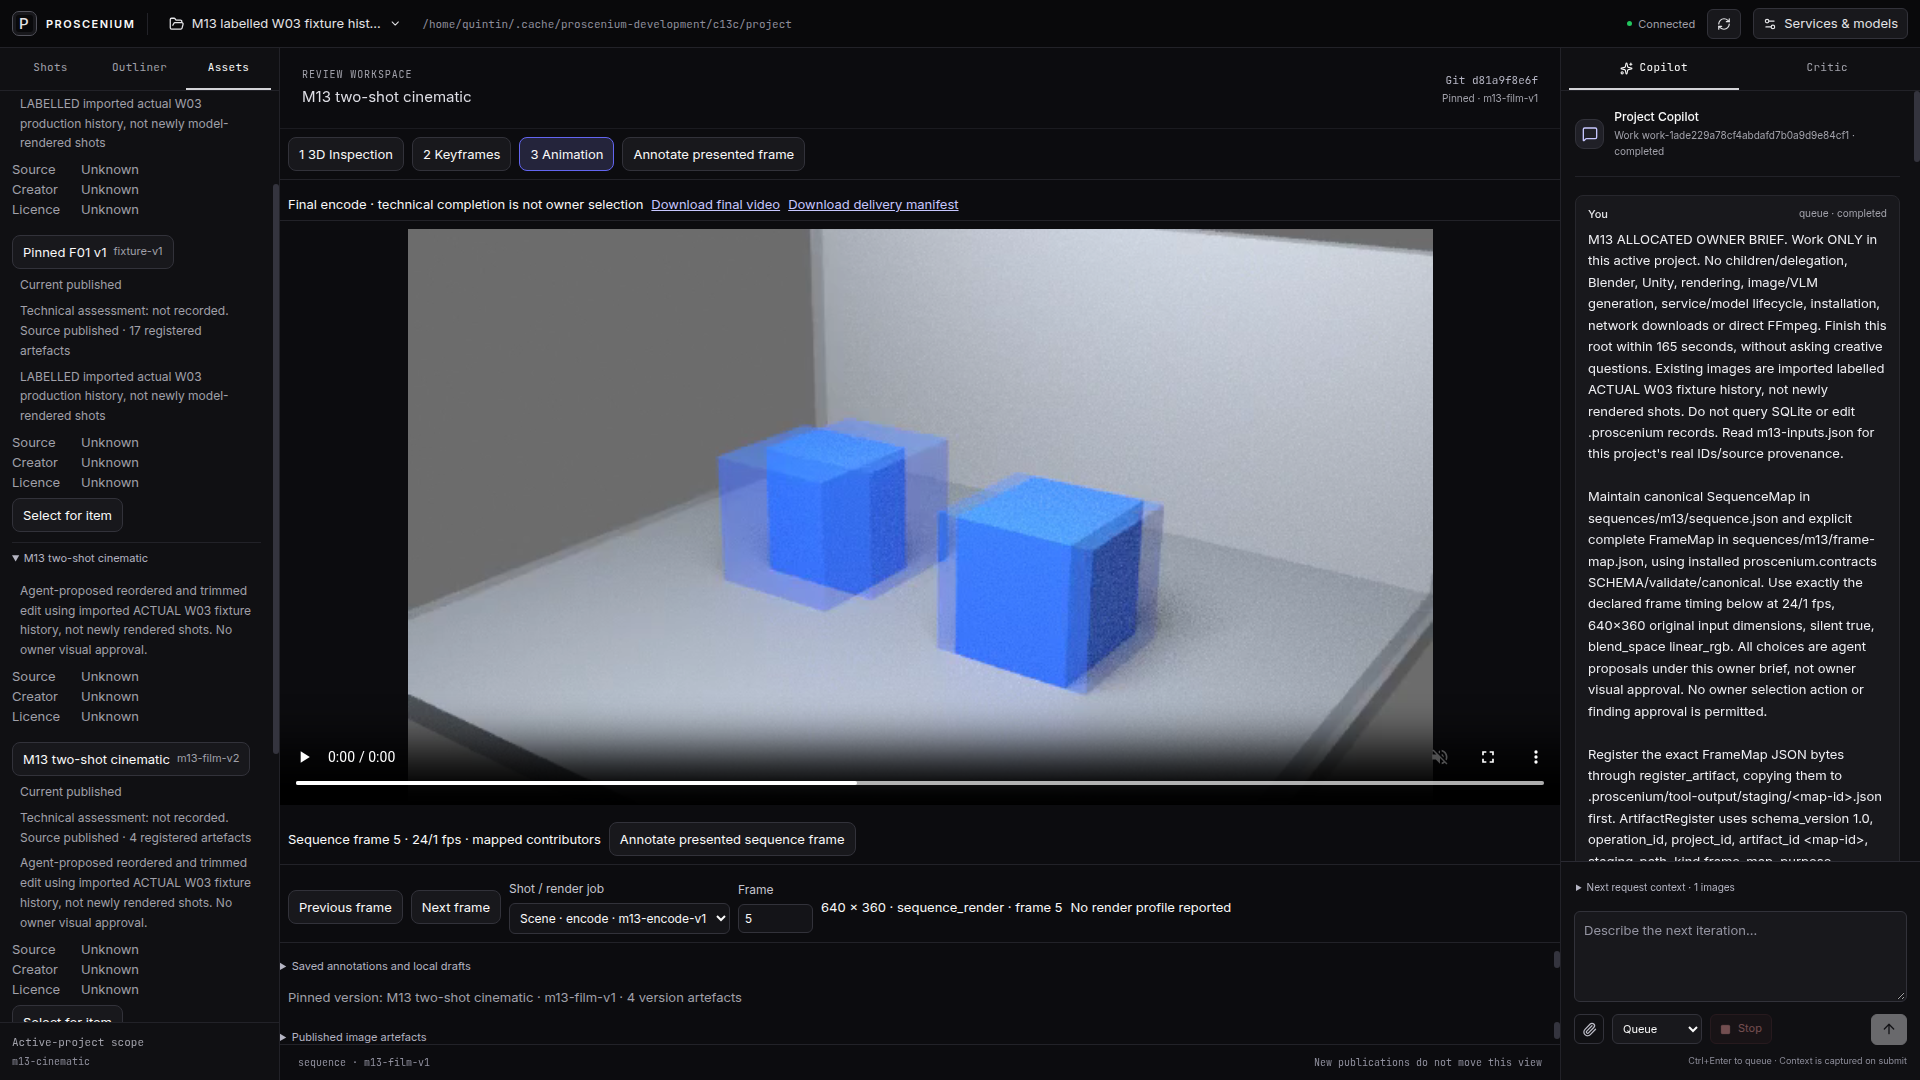 P PROSCENIUM
M13 labelled W03 fixture hist...
/home/quintin/.cache/proscenium-development/c13c/project
Connected
Services & models
Shots
Outliner
Assets
LABELLED imported actual W03
production history, not newly model-
rendered shots
Source Unknown
Creator Unknown
Licence Unknown
Pinned F01 v1 fixture-v1
Current published
Technical assessment: not recorded.
Source published · 17 registered
artefacts
LABELLED imported actual W03
production history, not newly model-
rendered shots
Source Unknown
Creator Unknown
Licence Unknown
Select for item
M13 two-shot cinematic
Agent-proposed reordered and trimmed
edit using imported ACTUAL W03 fixture
history, not newly rendered shots. No
owner visual approval.
Source Unknown
Creator Unknown
Licence Unknown
M13 two-shot cinematic m13-film-v2
Current published
Technical assessment: not recorded.
Source published · 4 registered artefacts
Agent-proposed reordered and trimmed
edit using imported ACTUAL W03 fixture
history, not newly rendered shots. No
owner visual approval.
Source Unknown
Creator Unknown
Licence Unknown
Select for item
Active-project scope
m13-cinematic
REVIEW WORKSPACE
M13 two-shot cinematic
Git d81a9f8e6f
Pinned · m13-film-v1
1 3D Inspection
2 Keyframes
3 Animation
Annotate presented frame
Final encode · technical completion is not owner selection Download final video Download delivery manifest
0:00 / 0:00
Sequence frame 5 · 24/1 fps · mapped contributors
Annotate presented sequence frame
Previous frame
Next frame
Shot / render job
Scene · encode · m13-encode-v1
Frame
5
640 × 360 · sequence_render · frame 5 No render profile reported
Saved annotations and local drafts
Pinned version: M13 two-shot cinematic · m13-film-v1 · 4 version artefacts
Published image artefacts
sequence · m13-film-v1
New publications do not move this view
Copilot
Critic
Project Copilot
Work work-1ade229a78cf4abdafd7b0a9d9e84cf1 ·
completed
You
queue · completed
M13 ALLOCATED OWNER BRIEF. Work ONLY in
this active project. No children/delegation,
Blender, Unity, rendering, image/VLM
generation, service/model lifecycle, installation,
network downloads or direct FFmpeg. Finish this
root within 165 seconds, without asking creative
questions. Existing images are imported labelled
ACTUAL W03 fixture history, not newly
rendered shots. Do not query SQLite or edit
.proscenium records. Read m13-inputs.json for
this project's real IDs/source provenance.
Maintain canonical SequenceMap in
sequences/m13/sequence.json and explicit
complete FrameMap in sequences/m13/frame-
map.json, using installed proscenium.contracts
SCHEMA/validate/canonical. Use exactly the
declared frame timing below at 24/1 fps,
640×360 original input dimensions, silent true,
blend_space linear_rgb. All choices are agent
proposals under this owner brief, not owner
visual approval. No owner selection action or
finding approval is permitted.
Register the exact FrameMap JSON bytes
through register_artifact, copying them to
.proscenium/tool-output/staging/<map-id>.json
first. ArtifactRegister uses schema_version 1.0,
operation_id, project_id, artifact_id <map-id>,
staging_path, kind frame_map, purpose
Next request context · 1 images
Describe the next iteration...
Queue
Stop
Ctrl+Enter to queue · Context is captured on submit